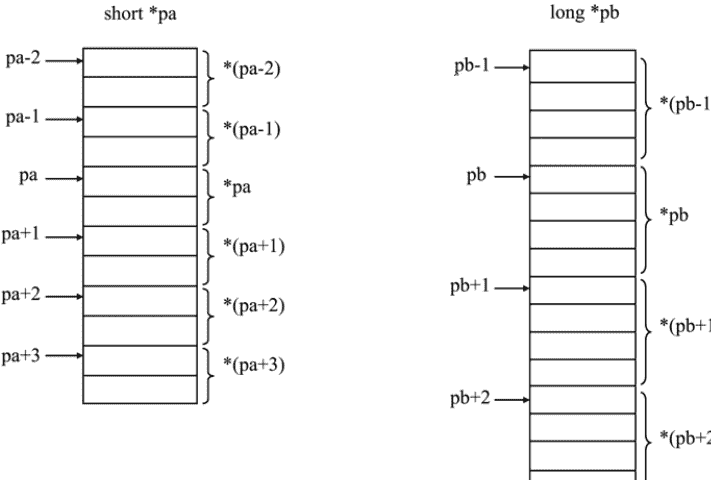 short *pa
pa-2
*(pa-2)
pa-1
*(pa-1)
pa
*pa
pa+1
*(pa+1)
pa+2
*(pa+2)
pa+3
*(pa+3)
long *pb
pb-1
*(pb-1
pb
*pb
pb+1
*(pb+1
pb+2
*(pb+2